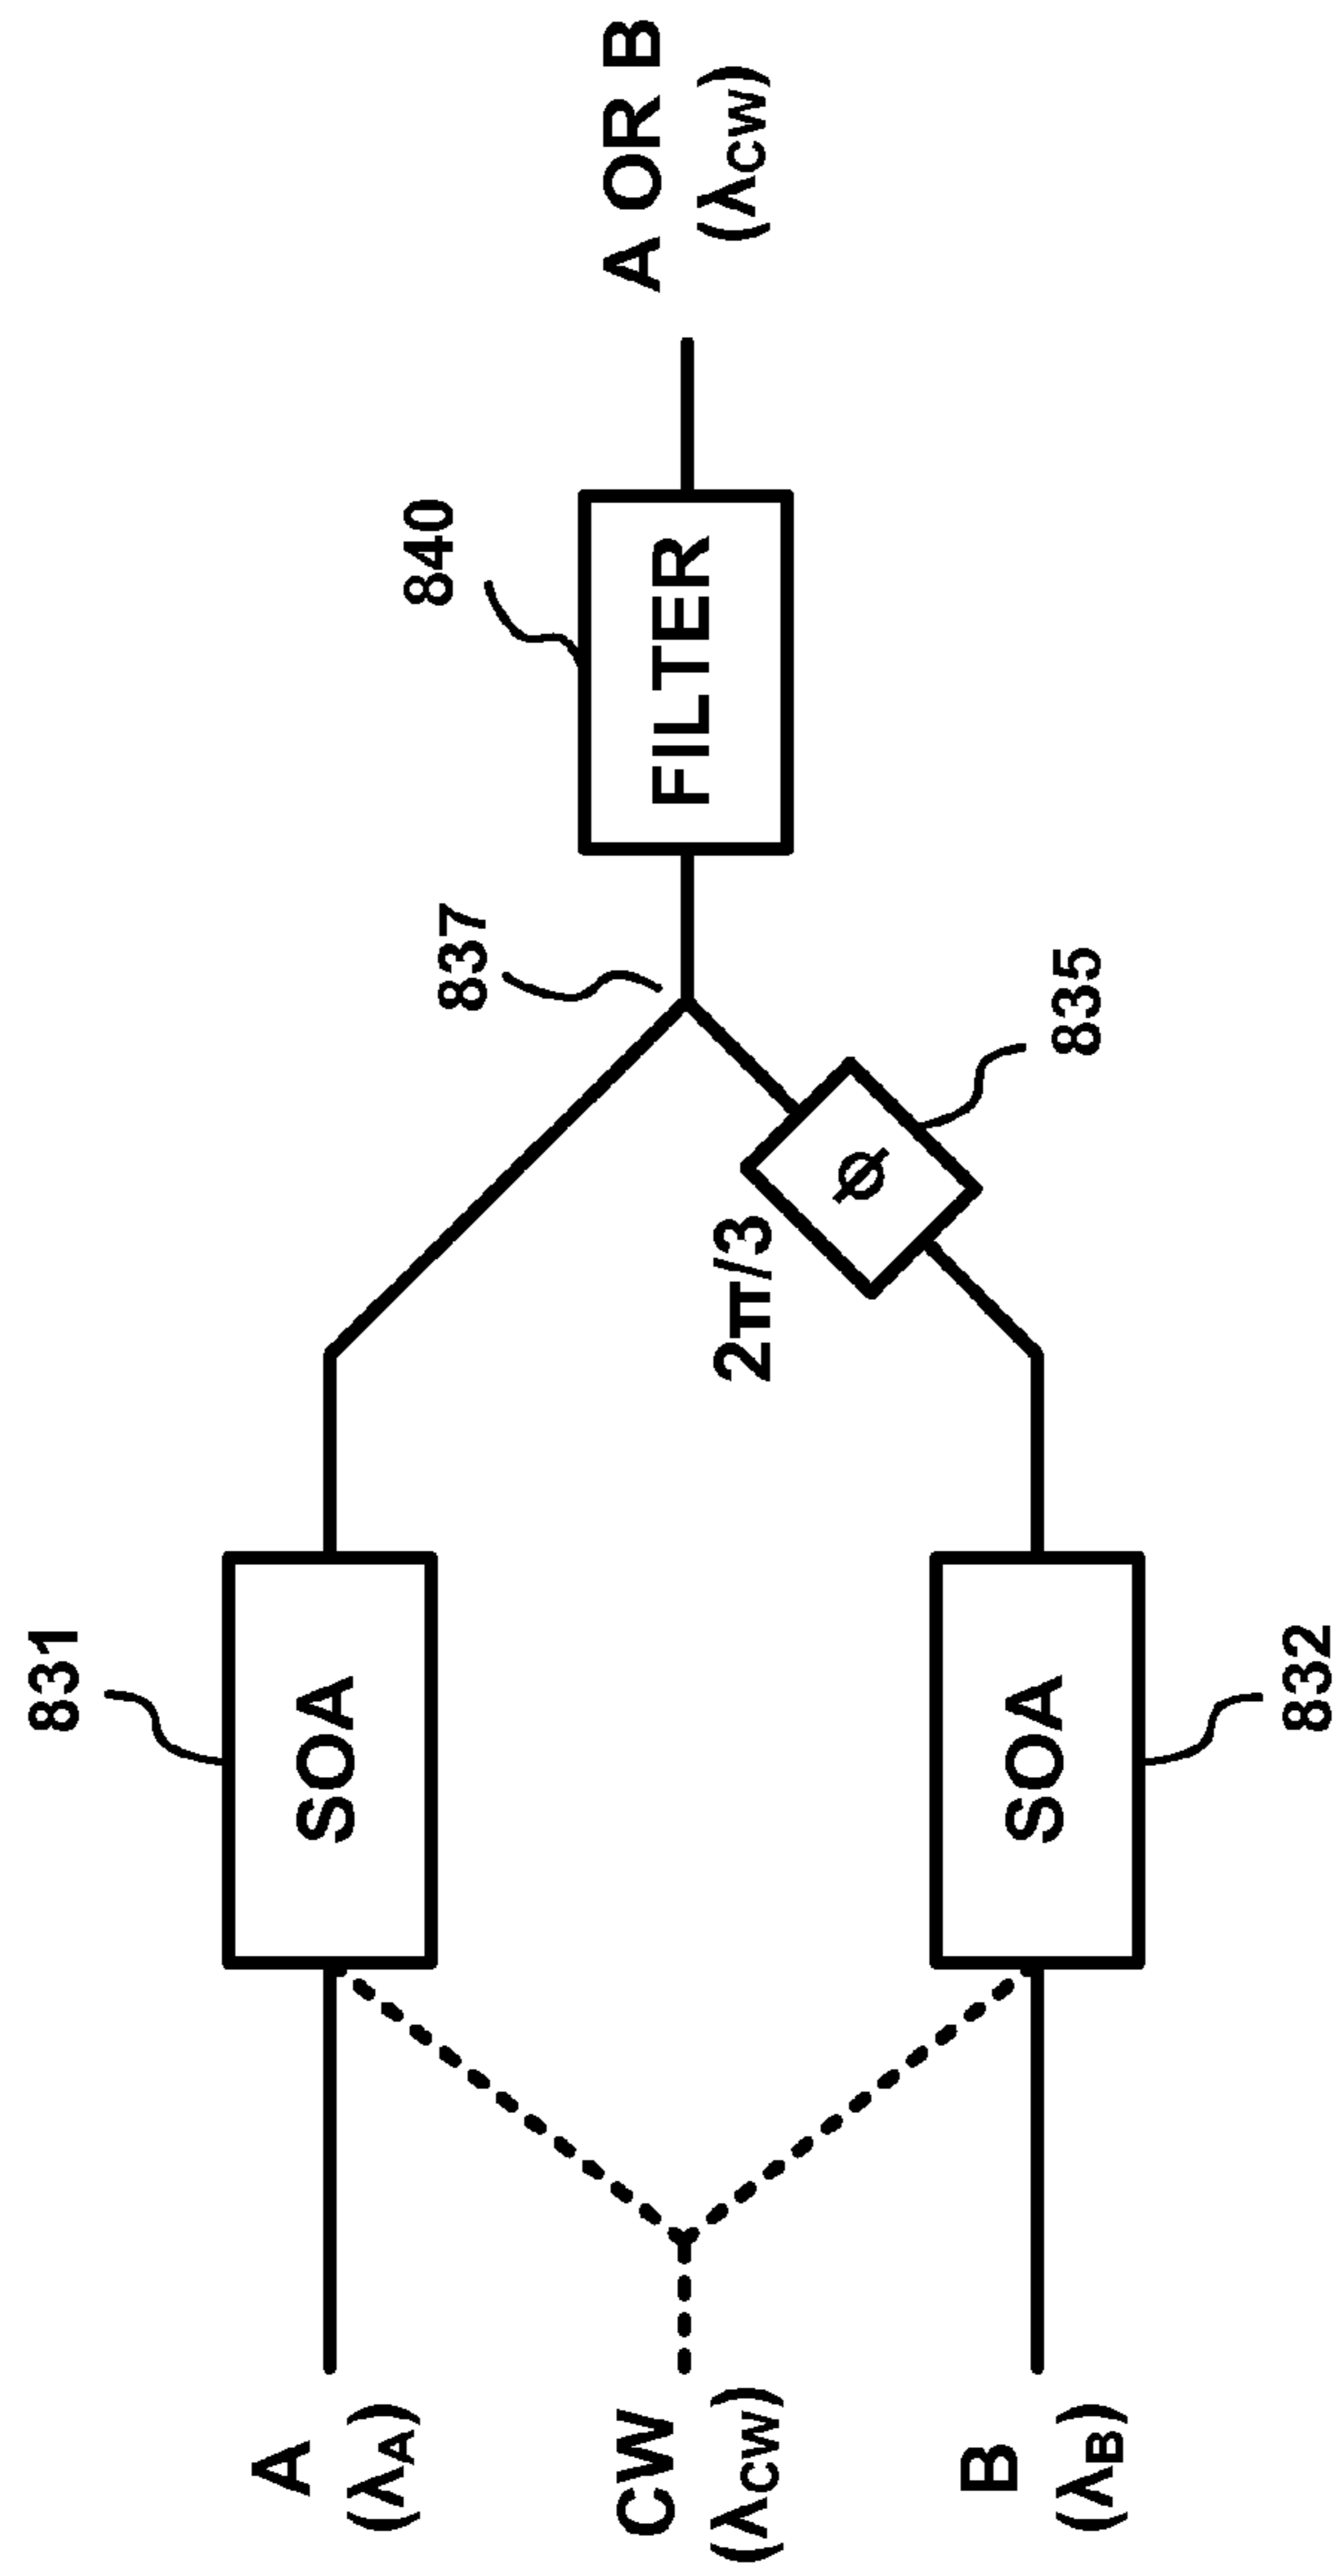 831
A
(λA)
SOA
840
837
A OR B
(λCW)
FILTER
CW
(λCW)
2π/3
ϕ
835
B
(λB)
SOA
832